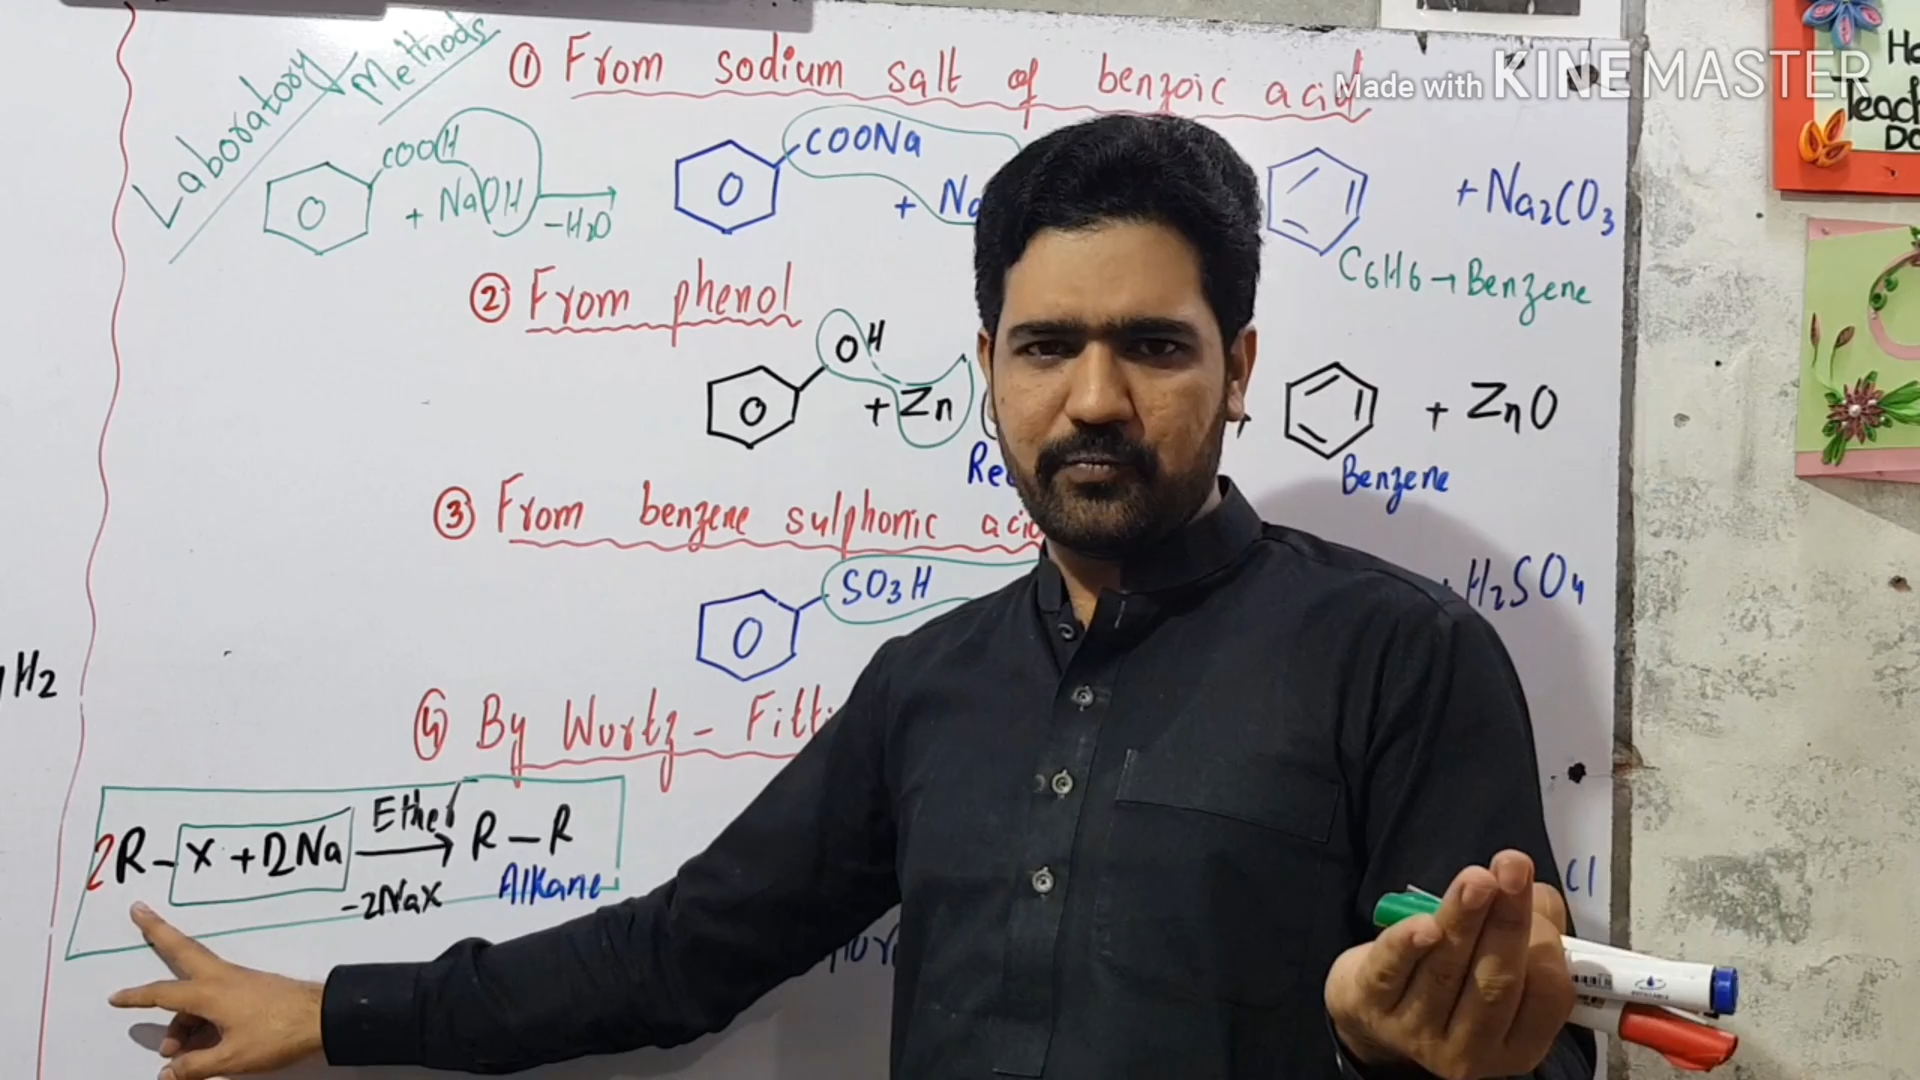 Laboratory Methods
① From sodium salt of benzoic acid
Made with KINEMASTER
COOH
+ NaOH
-H2O
COONa
+ Na
+ Na2CO3
C6H6 → Benzene
② From phenol
OH
+ Zn
+ ZnO
Benzene
③ From benzene sulphonic acid
SO3H
H2SO4
H2
④ By Wurtz - Fitti
2R - X + 2Na Ether R - R
-2NaX Alkane
Cl
Teach